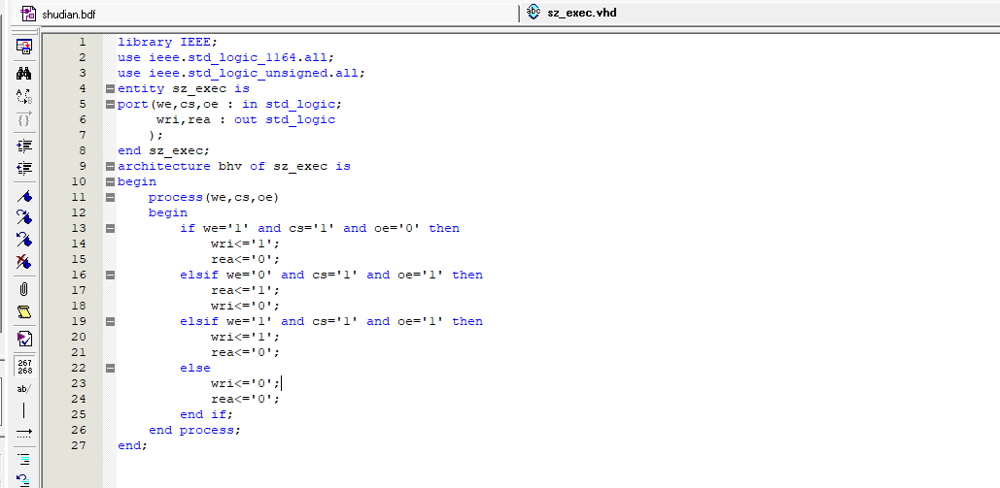 shudian.bdf
abc sz_exec.vhd
1 library IEEE;
2 use ieee.std_logic_1164.all;
3 use ieee.std_logic_unsigned.all;
4 entity sz_exec is
5 port(we,cs,oe : in std_logic;
6 wri,rea : out std_logic
7 );
8 end sz_exec;
9 architecture bhv of sz_exec is
10 begin
11 process(we,cs,oe)
12 begin
13 if we='1' and cs='1' and oe='0' then
14 wri<='1';
15 rea<='0';
16 elsif we='0' and cs='1' and oe='1' then
17 rea<='1';
18 wri<='0';
19 elsif we='1' and cs='1' and oe='1' then
20 wri<='1';
21 rea<='0';
22 else
23 wri<='0';
24 rea<='0';
25 end if;
26 end process;
27 end;
267
268
ab/